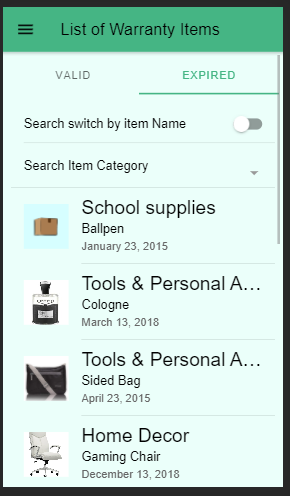 List of Warranty Items
VALID EXPIRED
Search switch by item Name
Search Item Category
School supplies
Ballpen
January 23, 2015
Tools & Personal A...
Cologne
March 13, 2018
Tools & Personal A...
Sided Bag
April 23, 2015
Home Decor
Gaming Chair
December 13, 2018